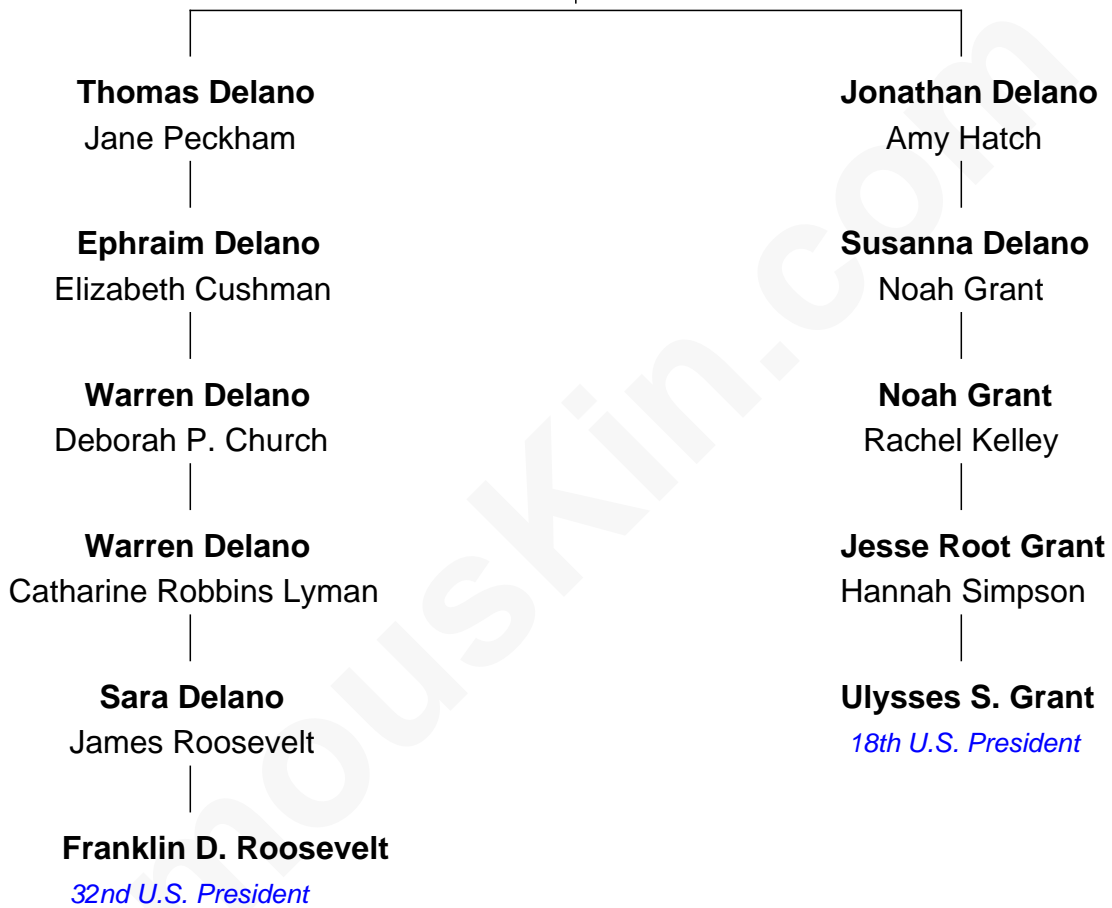 Thomas Delano
Jane Peckham
Ephraim Delano
Elizabeth Cushman
Warren Delano
Deborah P. Church
Warren Delano
Catharine Robbins Lyman
Sara Delano
James Roosevelt
Franklin D. Roosevelt
32nd U.S. President
Jonathan Delano
Amy Hatch
Susanna Delano
Noah Grant
Noah Grant
Rachel Kelley
Jesse Root Grant
Hannah Simpson
Ulysses S. Grant
18th U.S. President
mousKin.com